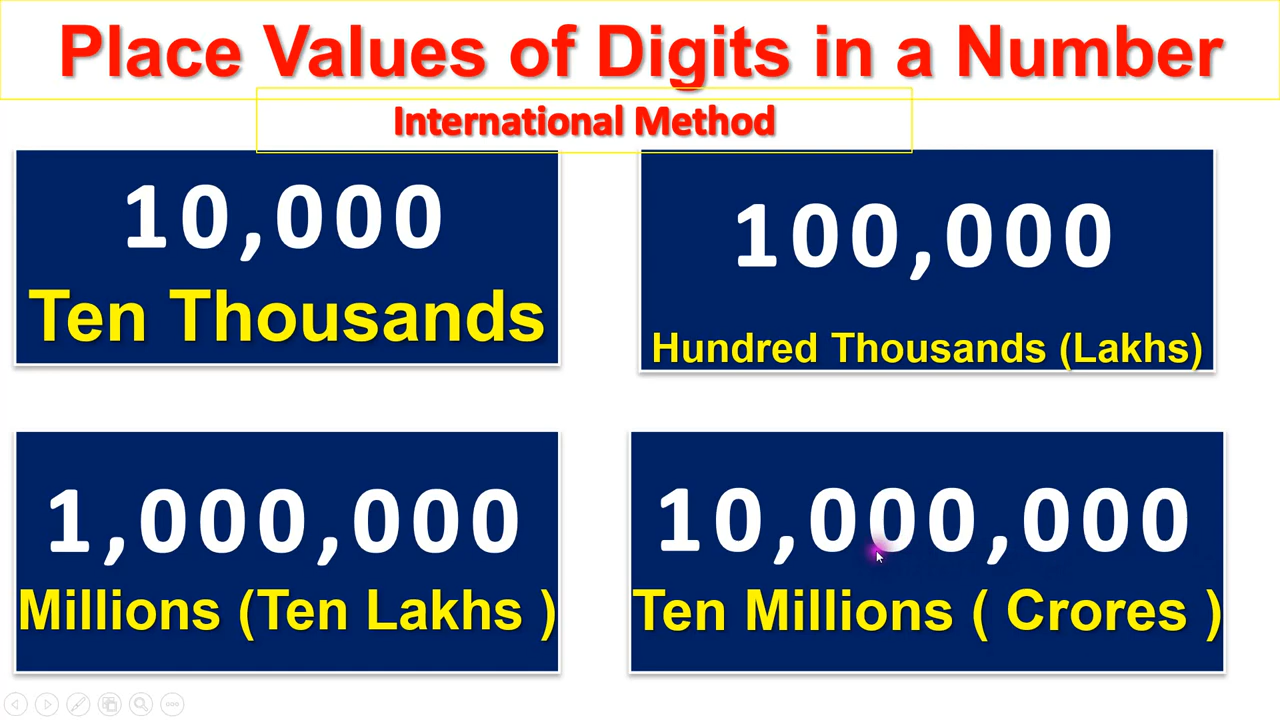 Place Values of Digits in a Number
International Method
10,000
Ten Thousands
100,000
Hundred Thousands (Lakhs)
1,000,000
Millions (Ten Lakhs )
10,000,000
Ten Millions ( Crores )